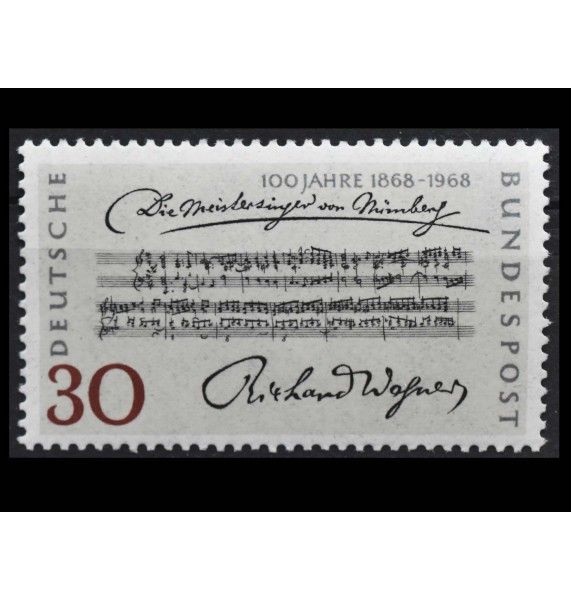 100 JAHRE 1868-1968
Die Meistersinger von Nürnberg
DEUTSCHE
BUNDESPOST
30
Richard Wagner